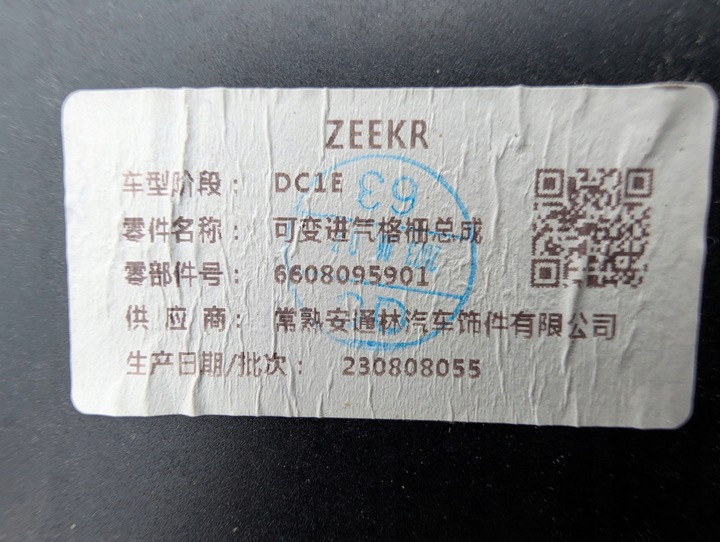 ZEEKR
车型阶段： DC1E
零件名称： 可变进气格栅总成
零部件号： 6608095901
供 应 商： 常熟安通林汽车饰件有限公司
生产日期/批次： 230808055
63